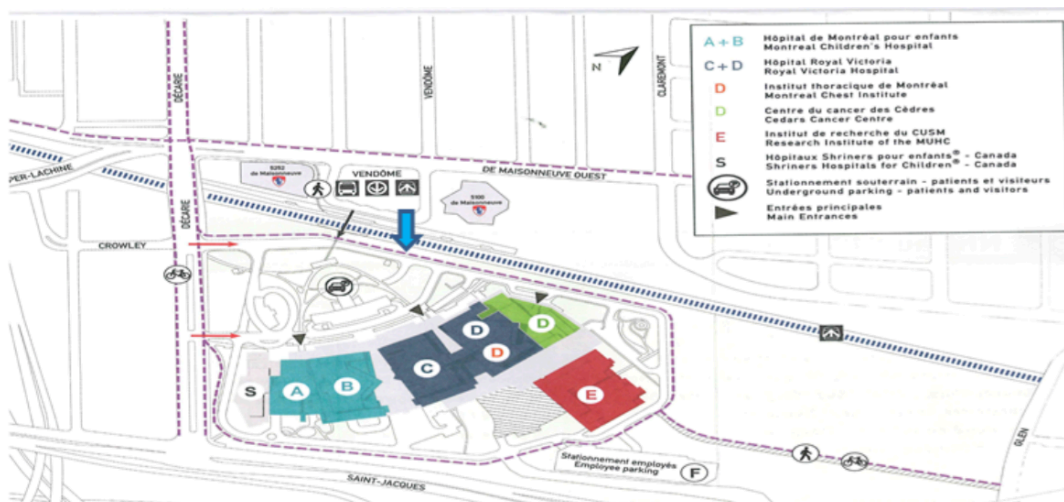 A + B Hôpital de Montréal pour enfants
Montreal Children's Hospital
C + D Hôpital Royal Victoria
Royal Victoria Hospital
D Institut thoracique de Montréal
Montreal Chest Institute
D Centre du cancer des Cèdres
Cedars Cancer Centre
E Institut de recherche du CUSM
Research Institute of the MUHC
S Hôpitaux Shriners pour enfants® - Canada
Shriners Hospitals for Children® - Canada
Stationnement souterrain - patients et visiteurs
Underground parking - patients and visitors
Entrées principales
Main Entrances
N
DÉCARIE
VENDÔME
CLAREMONT
PER-LACHINE
5252
de Maisonneuve
VENDÔME
DE MAISONNEUVE OUEST
5100
de Maisonneuve
DÉCARIE
CROWLEY
D
D
D
C
E
S
A
B
GLEN
Stationnement employés
Employee parking
F
SAINT-JACQUES